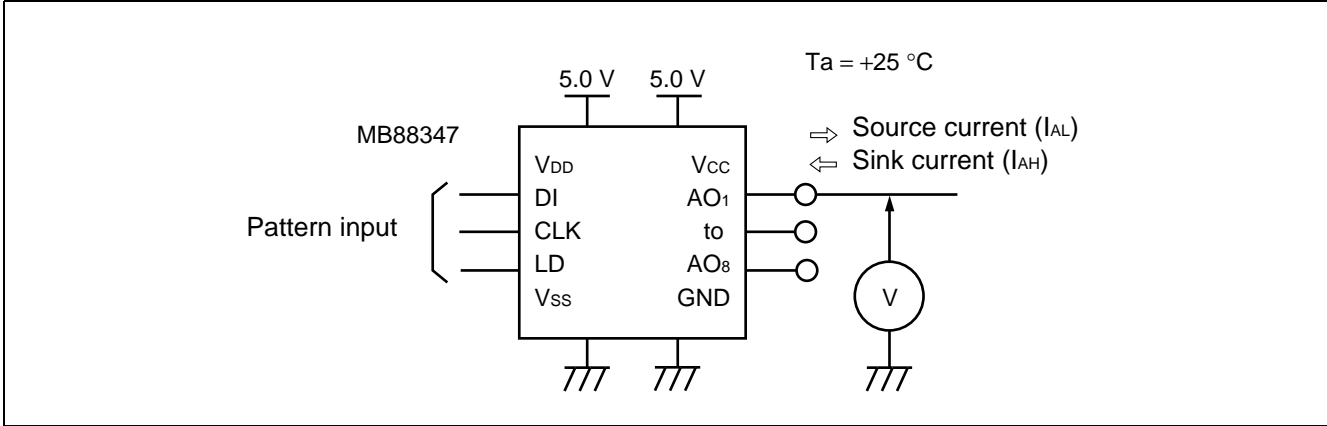 Ta = +25 °C
5.0 V 5.0 V
MB88347
⇨ Source current (IAL)
⇦ Sink current (IAH)
VDD VCC
DI AO1
Pattern input
CLK to
LD AO8
VSS GND
V